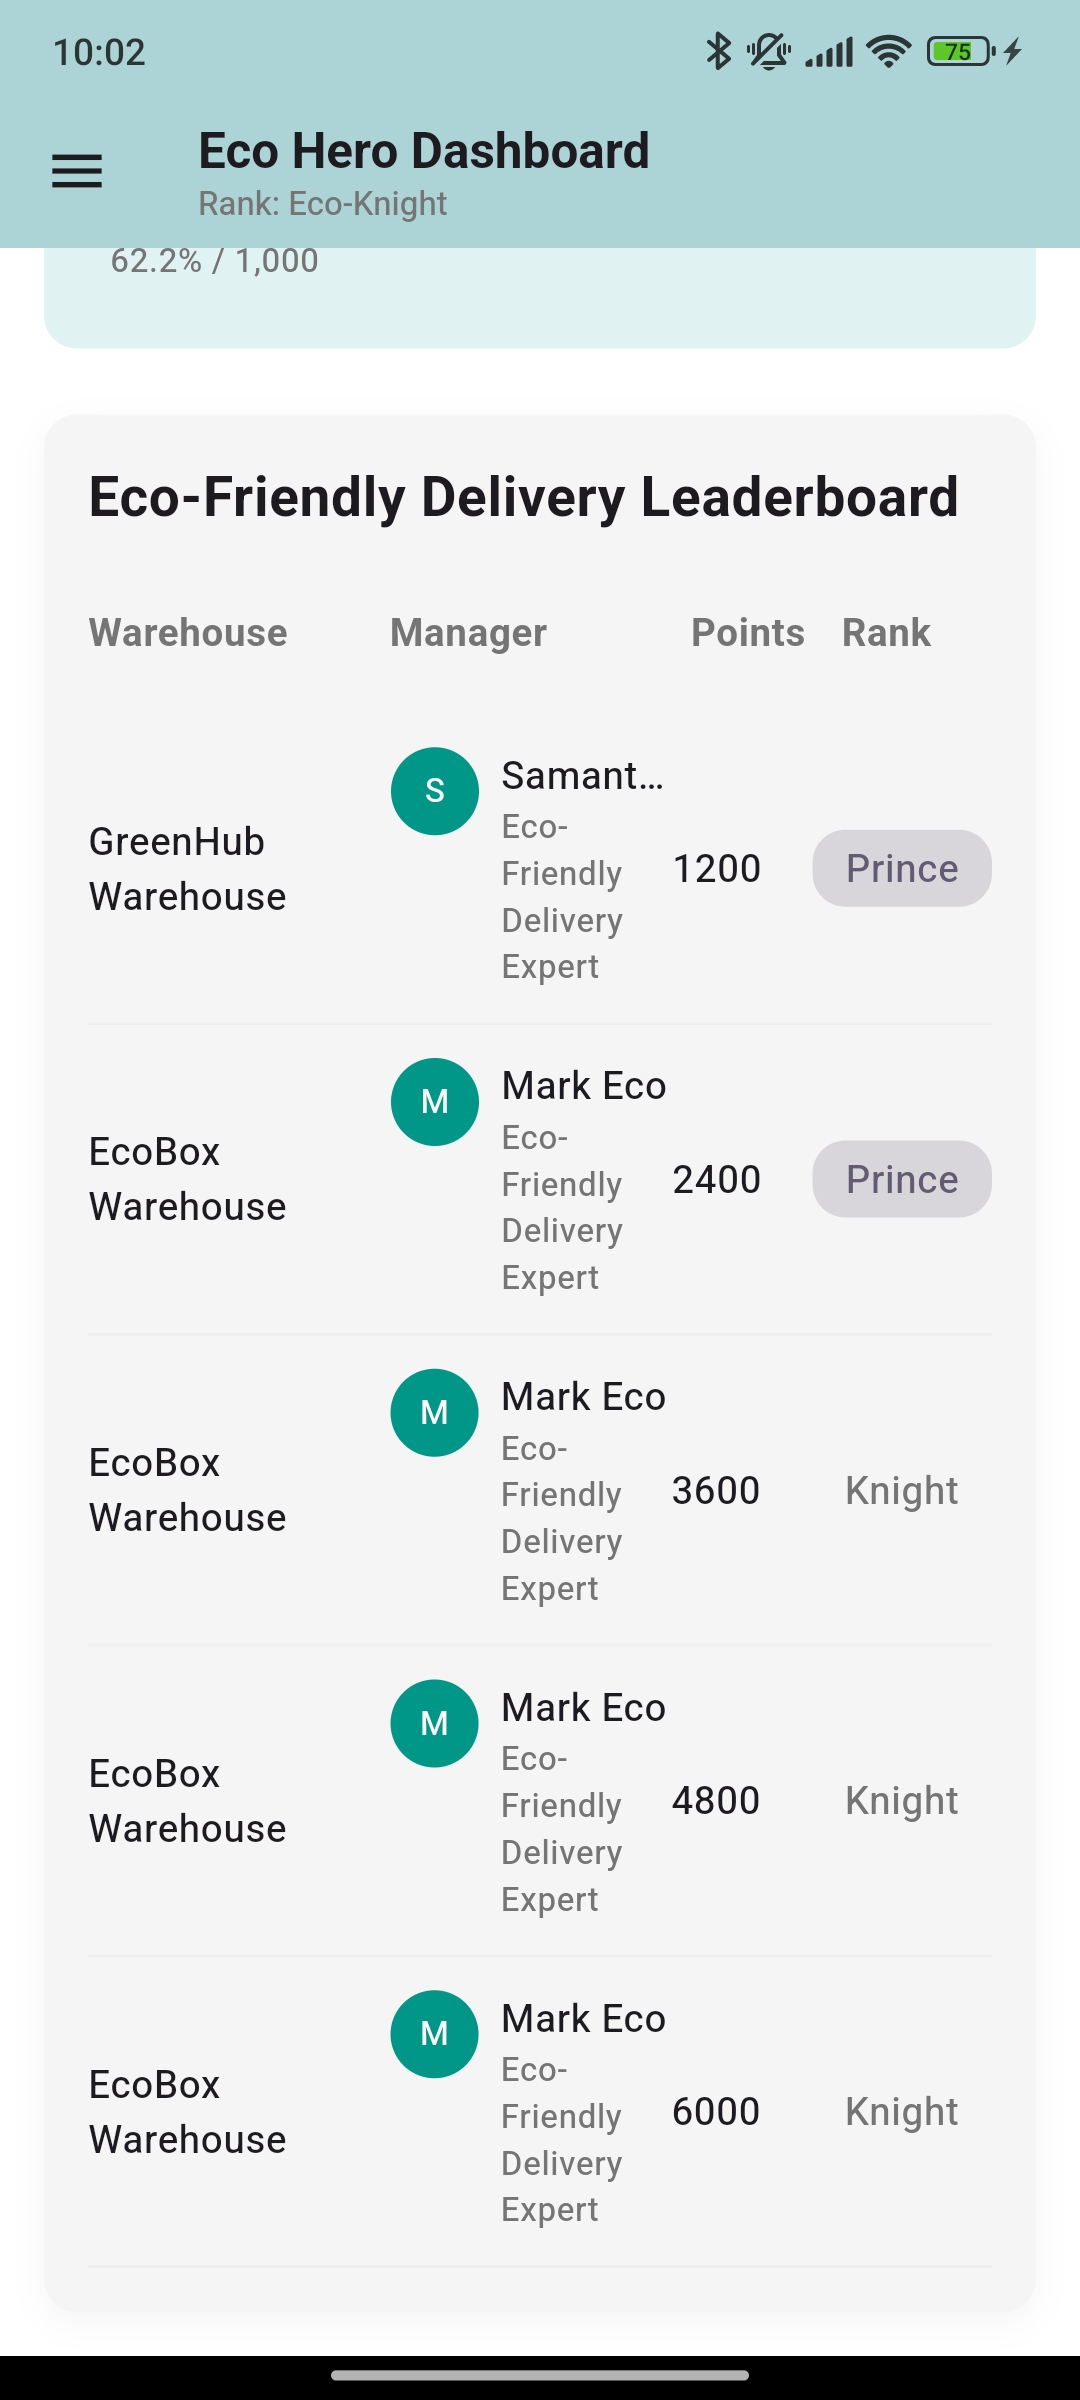 10:02
75
Eco Hero Dashboard
Rank: Eco-Knight
62.2% / 1,000
Eco-Friendly Delivery Leaderboard
Warehouse Manager Points Rank
S
Samant...
GreenHub
Warehouse
Eco-
Friendly
Delivery
Expert
1200
Prince
M
Mark Eco
EcoBox
Warehouse
Eco-
Friendly
Delivery
Expert
2400
Prince
M
Mark Eco
EcoBox
Warehouse
Eco-
Friendly
Delivery
Expert
3600
Knight
M
Mark Eco
EcoBox
Warehouse
Eco-
Friendly
Delivery
Expert
4800
Knight
M
Mark Eco
EcoBox
Warehouse
Eco-
Friendly
Delivery
Expert
6000
Knight